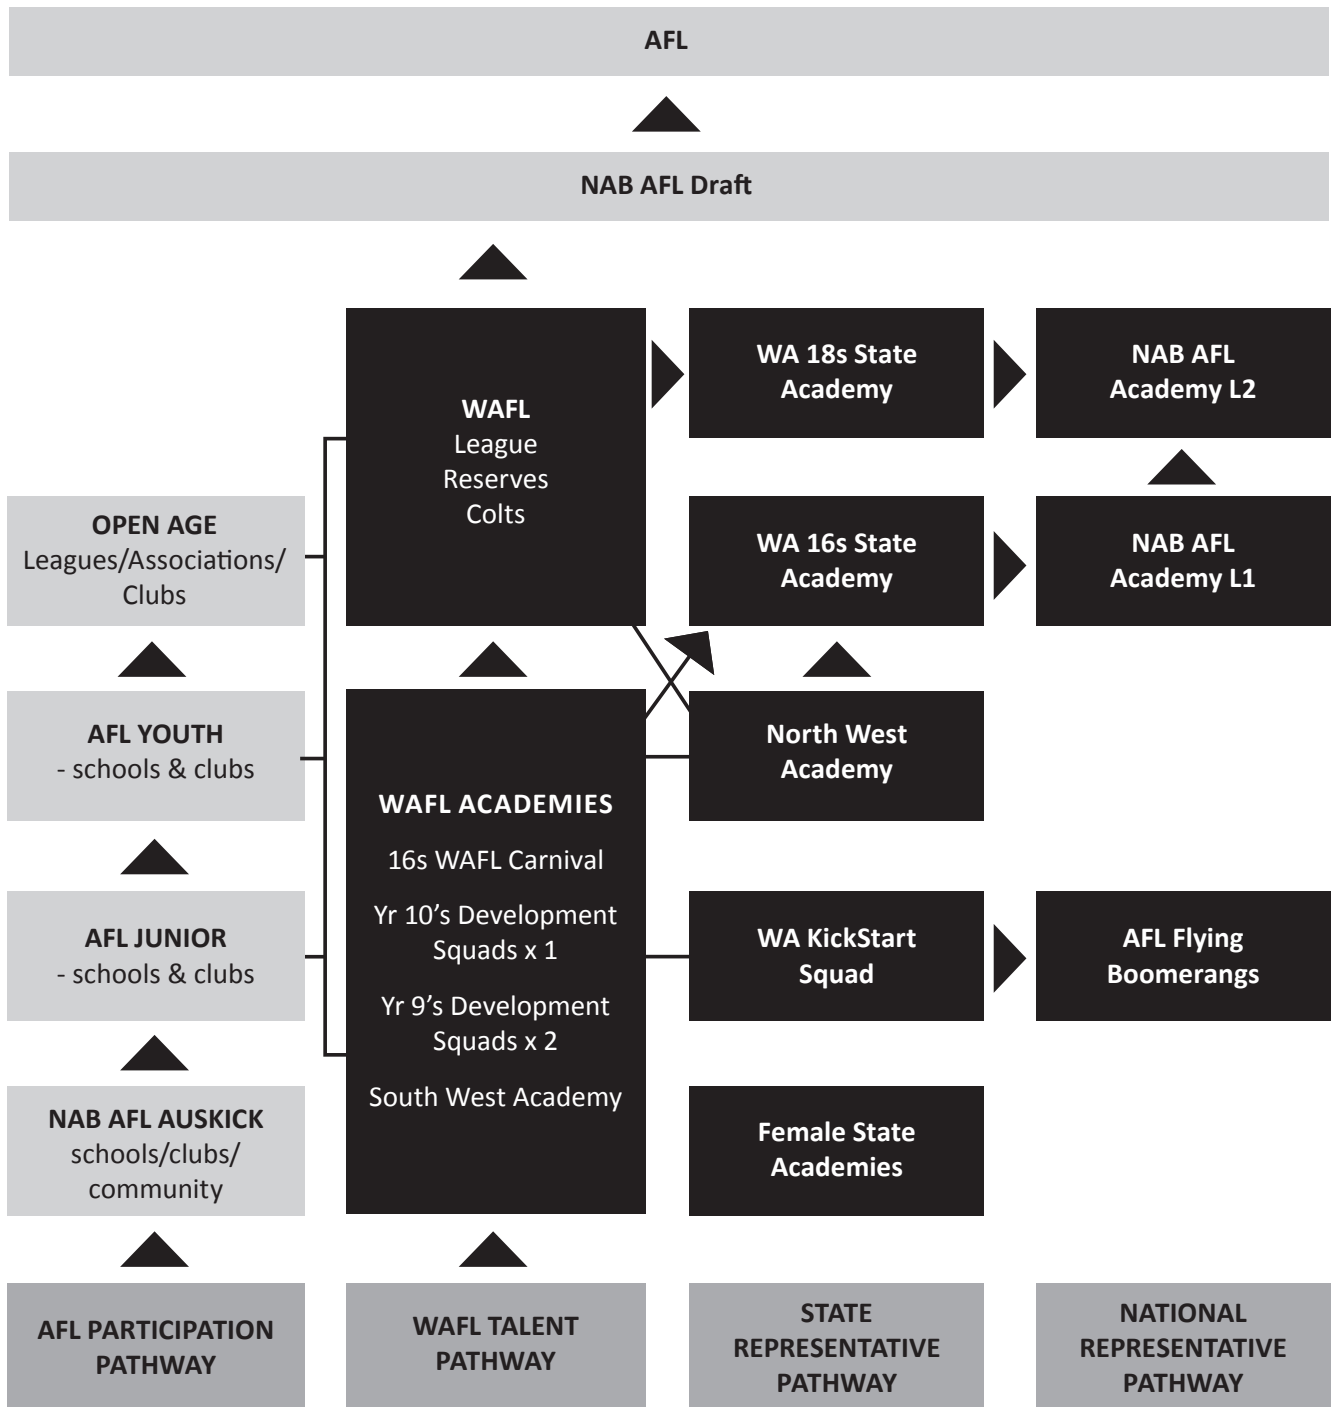 AFL
NAB AFL Draft
WAFL
League
Reserves
Colts
WA 18s State
Academy
NAB AFL
Academy L2
OPEN AGE
Leagues/Associations/
Clubs
WA 16s State
Academy
NAB AFL
Academy L1
AFL YOUTH
- schools & clubs
North West
Academy
WAFL ACADEMIES
16s WAFL Carnival
Yr 10’s Development
Squads x 1
Yr 9’s Development
Squads x 2
South West Academy
AFL JUNIOR
- schools & clubs
WA KickStart
Squad
AFL Flying
Boomerangs
NAB AFL AUSKICK
schools/clubs/
community
Female State
Academies
AFL PARTICIPATION
PATHWAY
WAFL TALENT
PATHWAY
STATE
REPRESENTATIVE
PATHWAY
NATIONAL
REPRESENTATIVE
PATHWAY